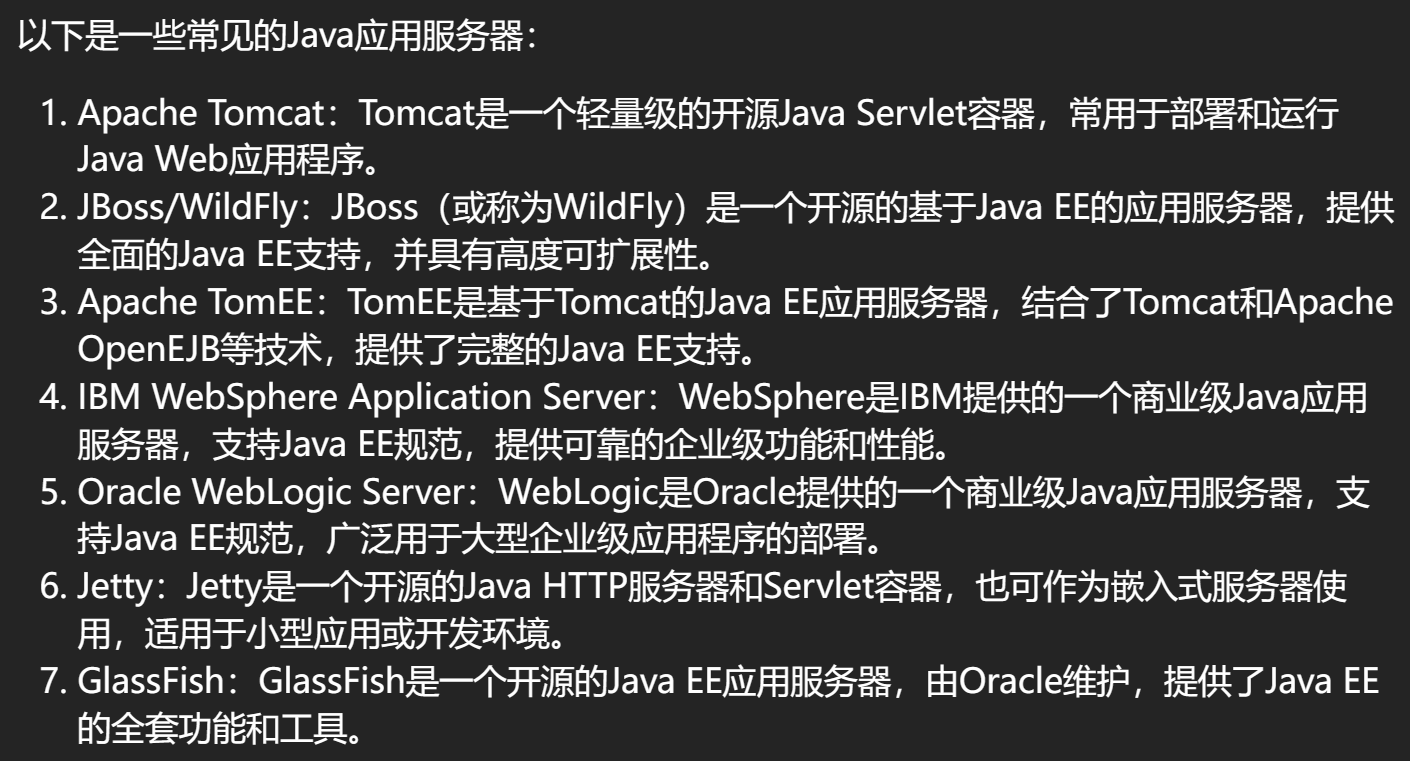 以下是一些常见的Java应用服务器：
1. Apache Tomcat：Tomcat是一个轻量级的开源Java Servlet容器，常用于部署和运行
Java Web应用程序。
2. JBoss/WildFly：JBoss（或称为WildFly）是一个开源的基于Java EE的应用服务器，提供
全面的Java EE支持，并具有高度可扩展性。
3. Apache TomEE：TomEE是基于Tomcat的Java EE应用服务器，结合了Tomcat和Apache
OpenEJB等技术，提供了完整的Java EE支持。
4. IBM WebSphere Application Server：WebSphere是IBM提供的一个商业级Java应用
服务器，支持Java EE规范，提供可靠的企业级功能和性能。
5. Oracle WebLogic Server：WebLogic是Oracle提供的一个商业级Java应用服务器，支
持Java EE规范，广泛用于大型企业级应用程序的部署。
6. Jetty：Jetty是一个开源的Java HTTP服务器和Servlet容器，也可作为嵌入式服务器使
用，适用于小型应用或开发环境。
7. GlassFish：GlassFish是一个开源的Java EE应用服务器，由Oracle维护，提供了Java EE
的全套功能和工具。